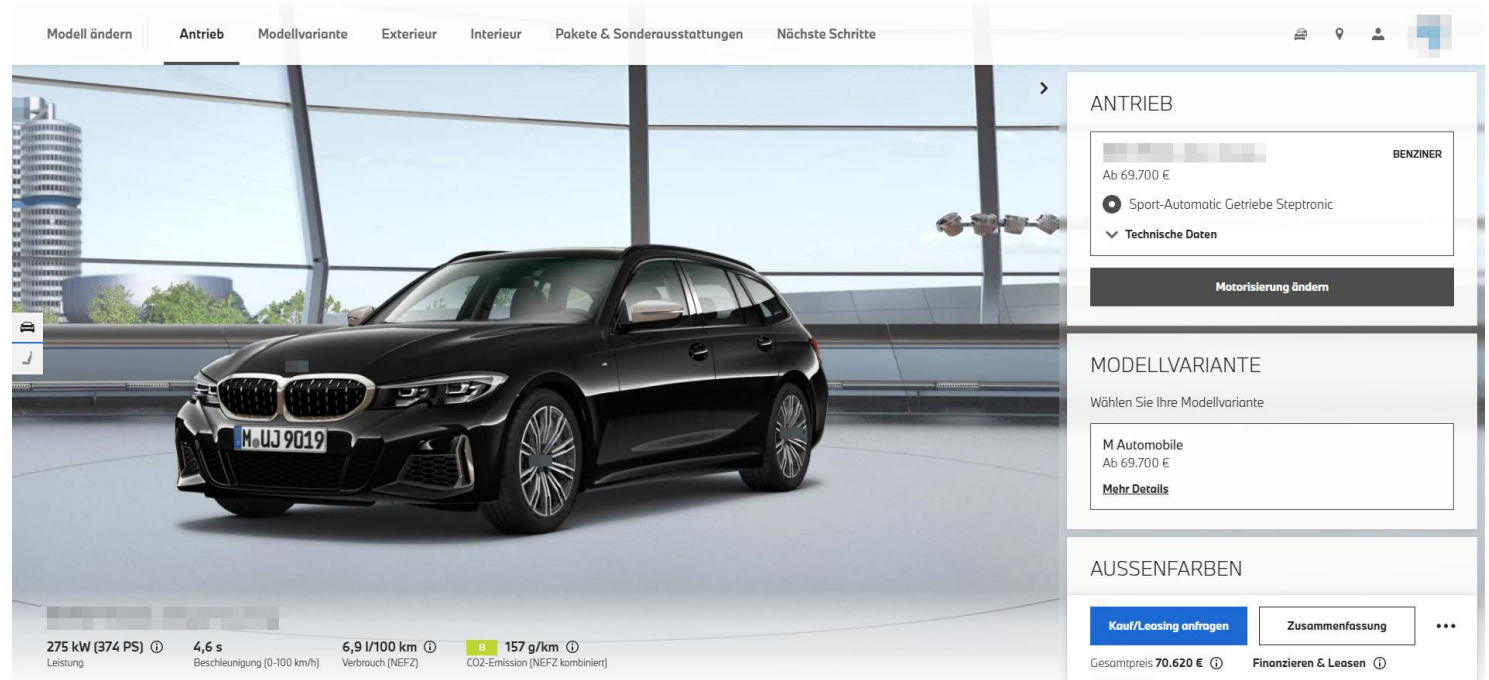 Modell ändern
Antrieb
Modellvariante
Exterieur
Interieur
Pakete & Sonderausstattungen
Nächste Schritte
M UJ 9019
275 kW (374 PS)
Leistung
4,6 s
Beschleunigung (0-100 km/h)
6,9 l/100 km
Verbrauch (NEFZ)
B 157 g/km
CO2-Emission (NEFZ kombiniert)
ANTRIEB
BENZINER
Ab 69.700 €
Sport-Automatic Getriebe Steptronic
Technische Daten
Motorisierung ändern
MODELLVARIANTE
Wählen Sie Ihre Modellvariante
M Automobile
Ab 69.700 €
Mehr Details
AUSSENFARBEN
Kauf/Leasing anfragen
Zusammenfassung
Gesamtpreis 70.620 €
Finanzieren & Leasen